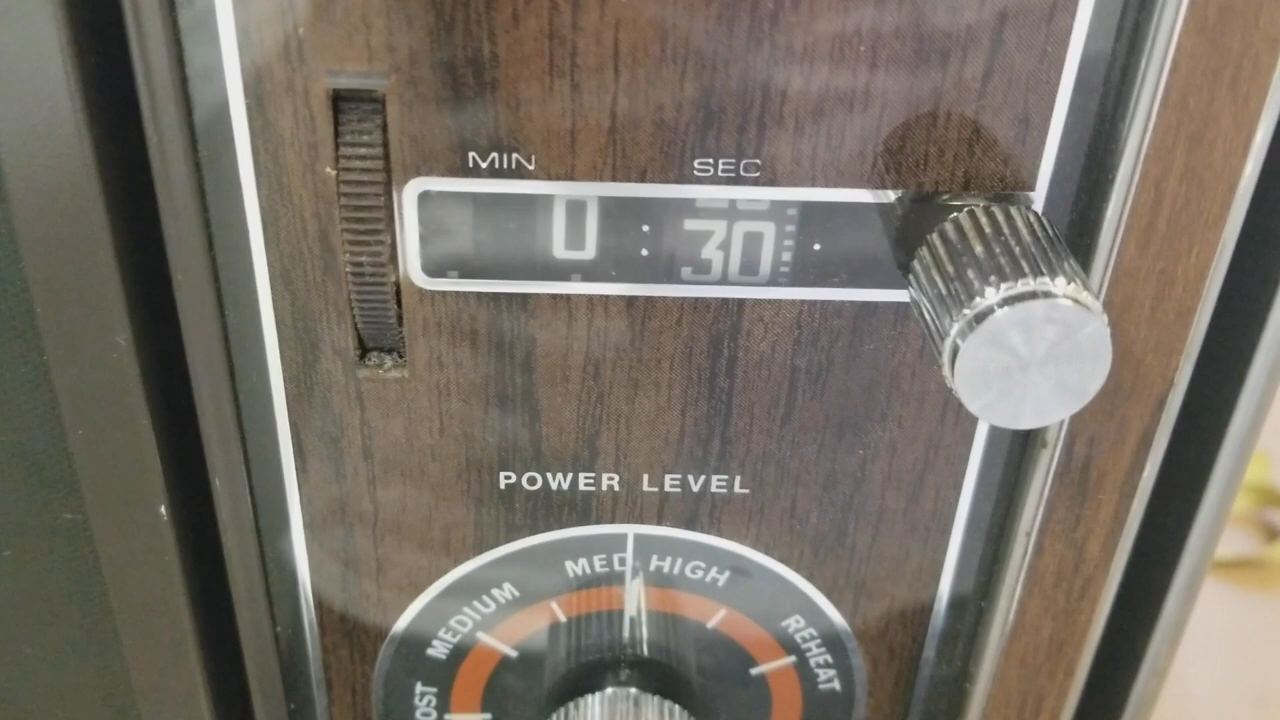 MIN SEC
0 : 30
POWER LEVEL
MED HIGH
MEDIUM
REHEAT